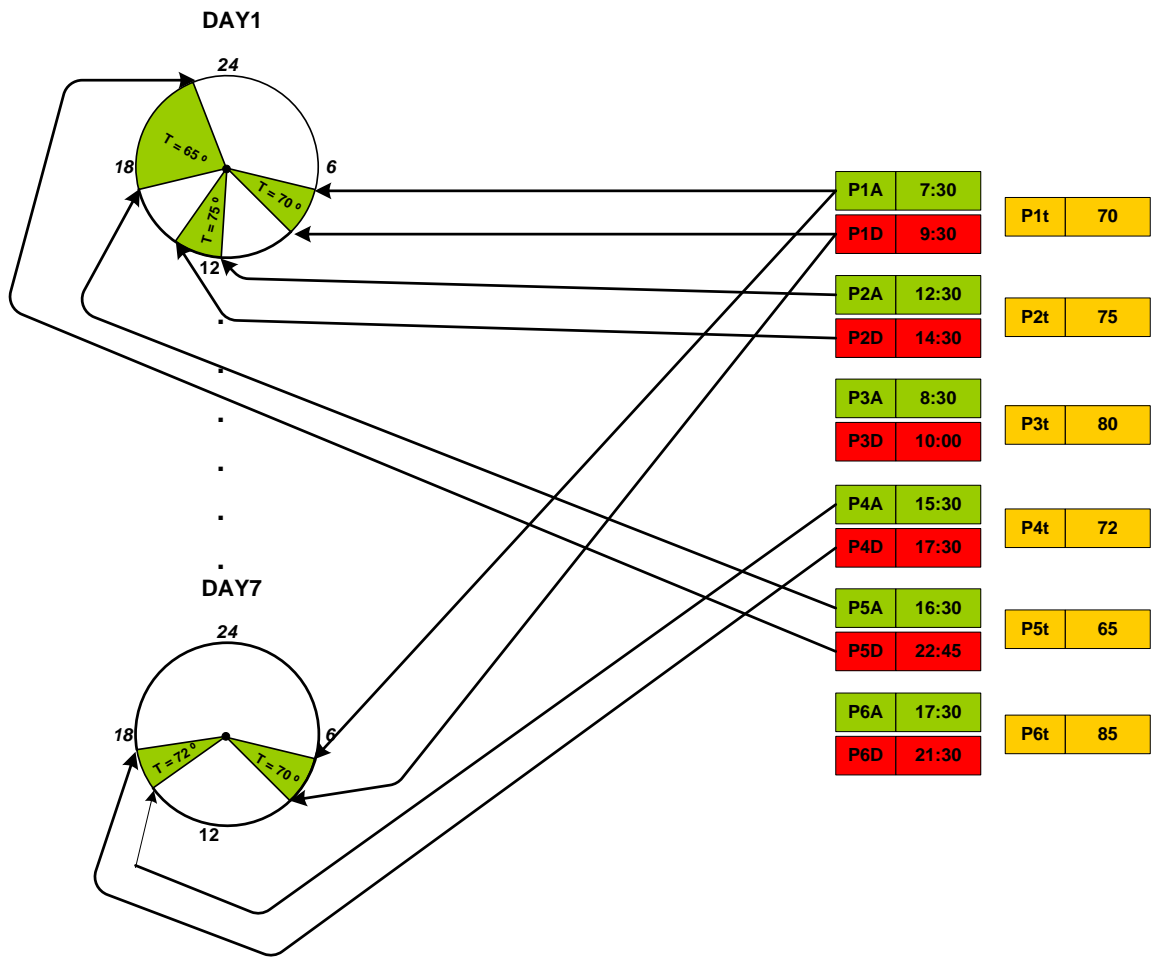 DAY1
24
18
6
12
T = 65 º
T = 75 º
T = 70 º
.
.
.
.
.
.
DAY7
24
18
6
12
T = 72 º
T = 70 º
P1A 7:30
P1D 9:30
P1t 70
P2A 12:30
P2D 14:30
P2t 75
P3A 8:30
P3D 10:00
P3t 80
P4A 15:30
P4D 17:30
P4t 72
P5A 16:30
P5D 22:45
P5t 65
P6A 17:30
P6D 21:30
P6t 85